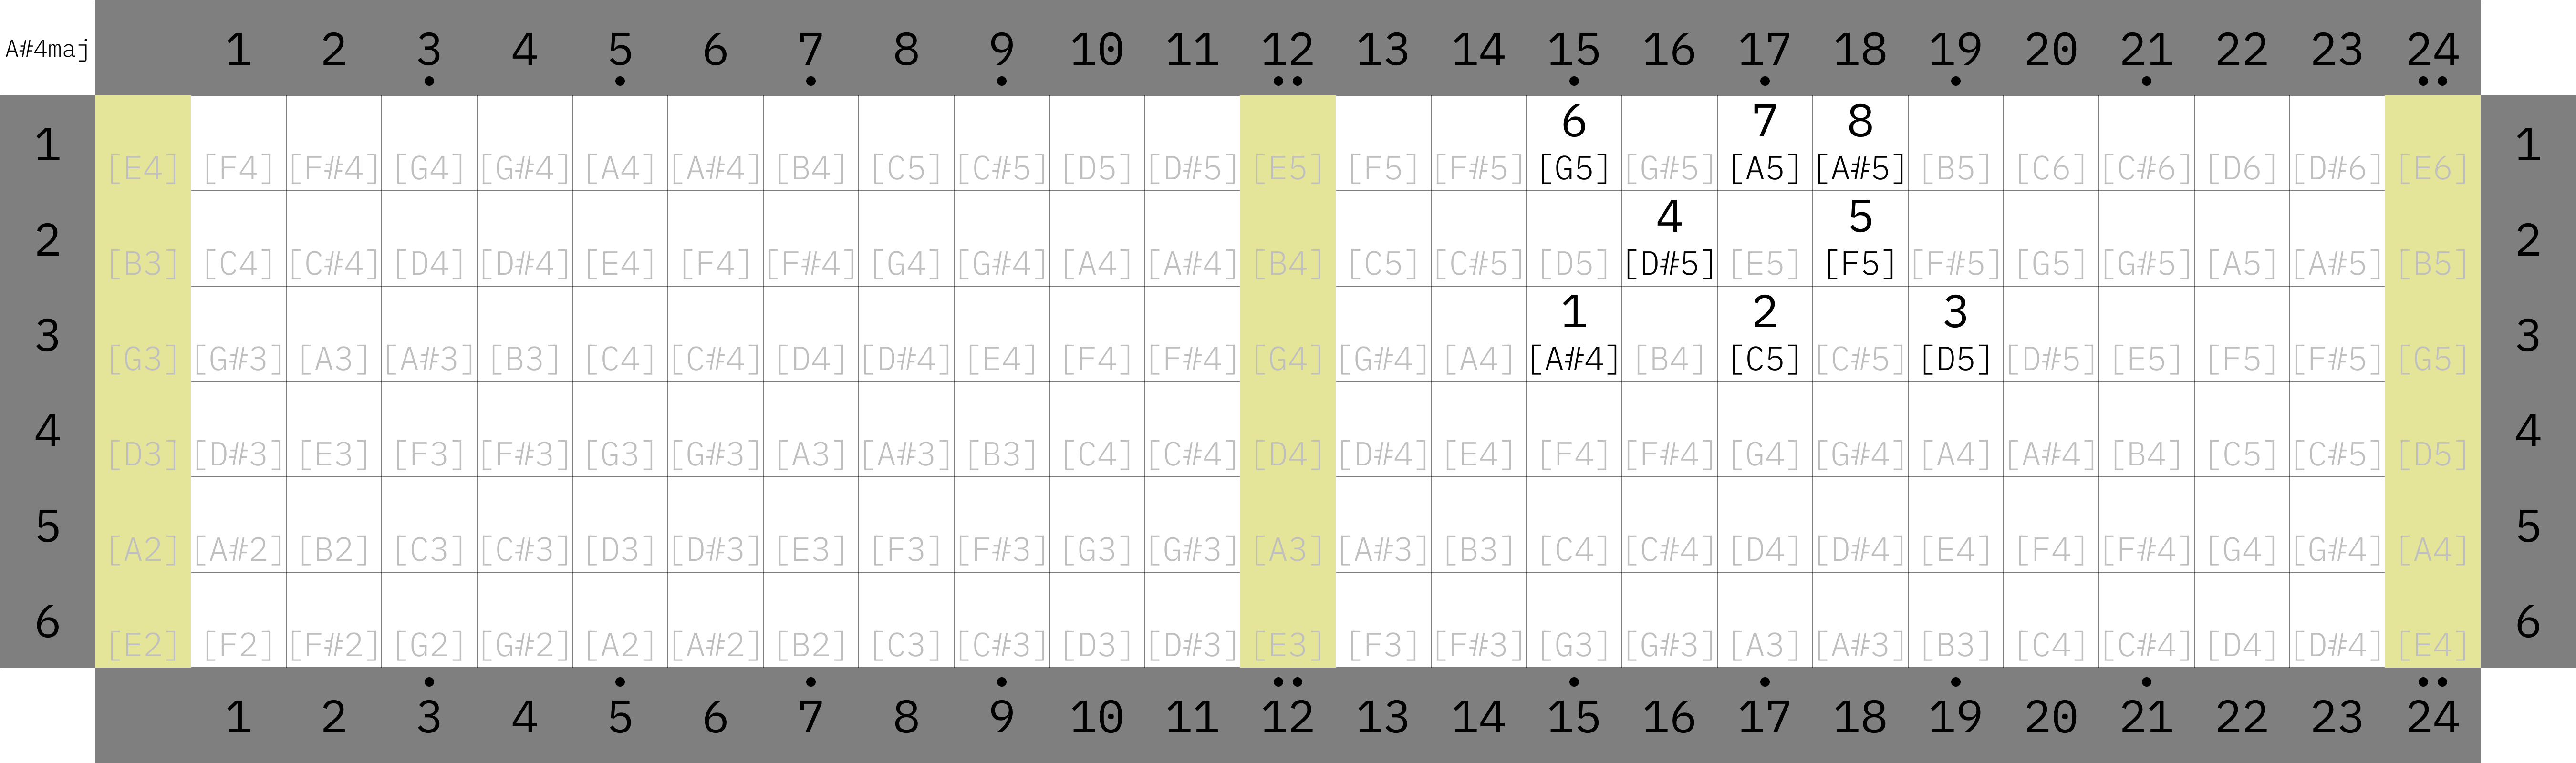 A#4maj 1 2 3 4 5 6 7 8 9 10 11 12 13 14 15 16 17 18 19 20 21 22 23 24
6 7 8
1 [E4] [F4] [F#4] [G4] [G#4] [A4] [A#4] [B4] [C5] [C#5] [D5] [D#5] [E5] [F5] [F#5] [G5] [G#5] [A5] [A#5] [B5] [C6] [C#6] [D6] [D#6] [E6] 1
4 5
2 [B3] [C4] [C#4] [D4] [D#4] [E4] [F4] [F#4] [G4] [G#4] [A4] [A#4] [B4] [C5] [C#5] [D5] [D#5] [E5] [F5] [F#5] [G5] [G#5] [A5] [A#5] [B5] 2
1 2 3
3 [G3] [G#3] [A3] [A#3] [B3] [C4] [C#4] [D4] [D#4] [E4] [F4] [F#4] [G4] [G#4] [A4] [A#4] [B4] [C5] [C#5] [D5] [D#5] [E5] [F5] [F#5] [G5] 3
4 [D3] [D#3] [E3] [F3] [F#3] [G3] [G#3] [A3] [A#3] [B3] [C4] [C#4] [D4] [D#4] [E4] [F4] [F#4] [G4] [G#4] [A4] [A#4] [B4] [C5] [C#5] [D5] 4
5 [A2] [A#2] [B2] [C3] [C#3] [D3] [D#3] [E3] [F3] [F#3] [G3] [G#3] [A3] [A#3] [B3] [C4] [C#4] [D4] [D#4] [E4] [F4] [F#4] [G4] [G#4] [A4] 5
6 [E2] [F2] [F#2] [G2] [G#2] [A2] [A#2] [B2] [C3] [C#3] [D3] [D#3] [E3] [F3] [F#3] [G3] [G#3] [A3] [A#3] [B3] [C4] [C#4] [D4] [D#4] [E4] 6
1 2 3 4 5 6 7 8 9 10 11 12 13 14 15 16 17 18 19 20 21 22 23 24